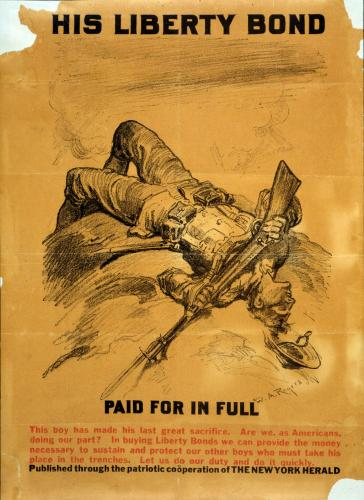 HIS LIBERTY BOND
W. A. Rogers
PAID FOR IN FULL
This boy has made his last great sacrifice. Are we, as Americans,
doing our part? In buying Liberty Bonds we can provide the money
necessary to sustain and protect our other boys who must take his
place in the trenches. Let us do our duty and do it quickly.
Published through the patriotic coöperation of THE NEW YORK HERALD